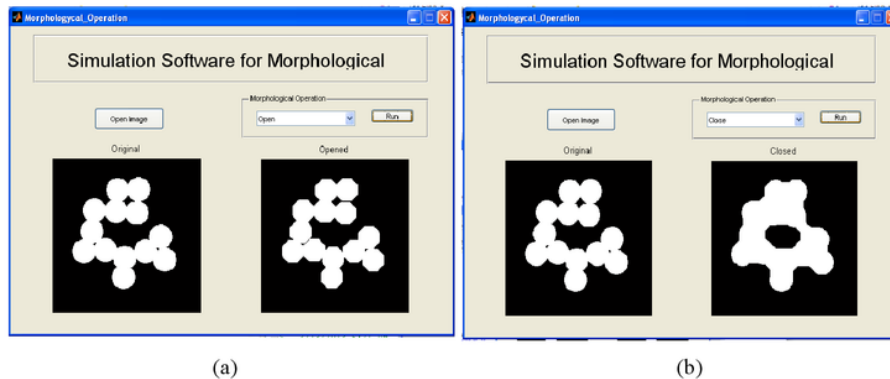 Morphologycal_Operation
Simulation Software for Morphological
Morphological Operation
Open Image
Open
Run
Original
Opened
(a)
Morphologycal_Operation
Simulation Software for Morphological
Morphological Operation
Open Image
Close
Run
Original
Closed
(b)